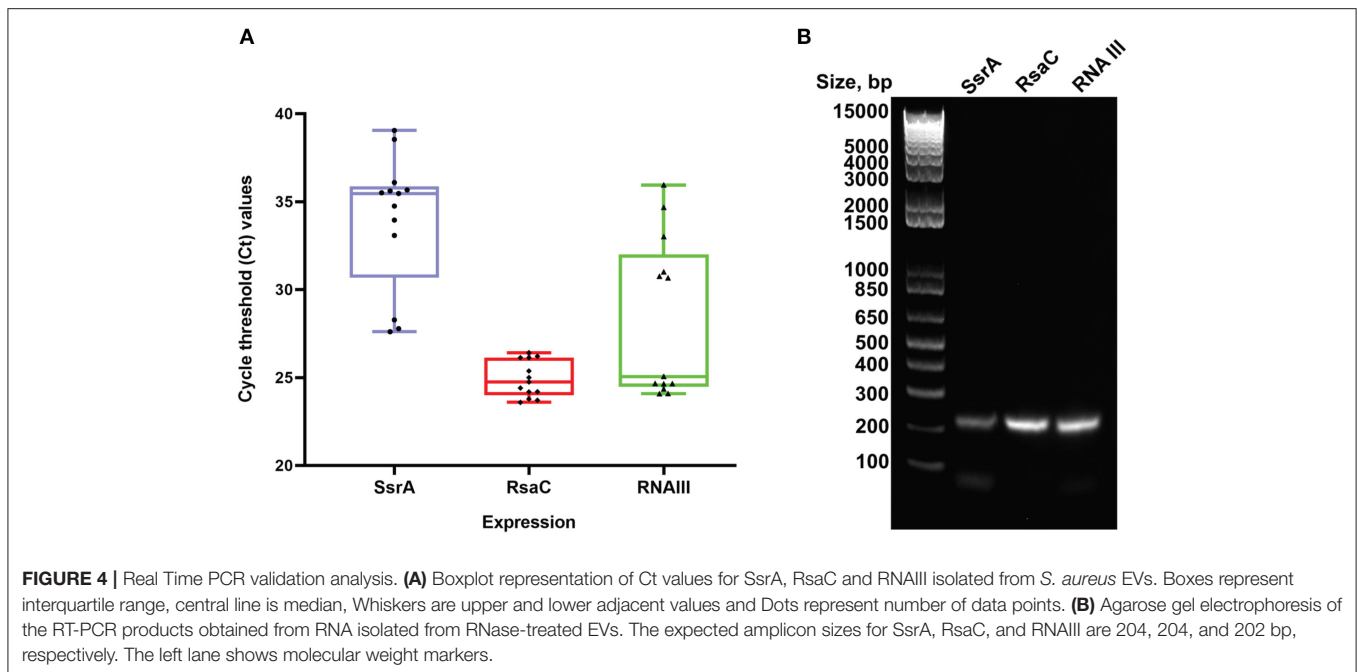 A
Cycle threshold (Ct) values
40
35
30
25
20
SsrA
RsaC
RNAIII
Expression
B
Size, bp
SsrA
RsaC
RNA III
15000
5000
4000
3000
2000
1500
1000
850
650
500
400
300
200
100
FIGURE 4 | Real Time PCR validation analysis. (A) Boxplot representation of Ct values for SsrA, RsaC and RNAIII isolated from S. aureus EVs. Boxes represent
interquartile range, central line is median, Whiskers are upper and lower adjacent values and Dots represent number of data points. (B) Agarose gel electrophoresis of
the RT-PCR products obtained from RNA isolated from RNase-treated EVs. The expected amplicon sizes for SsrA, RsaC, and RNAIII are 204, 204, and 202 bp,
respectively. The left lane shows molecular weight markers.